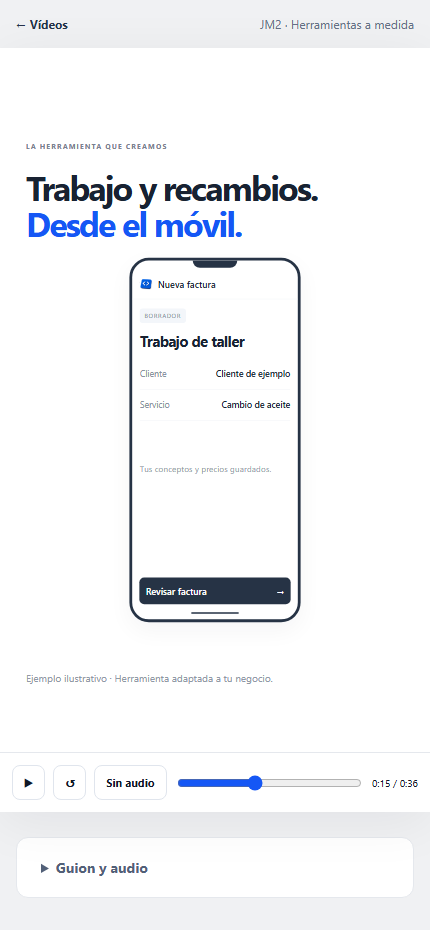 ← Vídeos
JM2 · Herramientas a medida
LA HERRAMIENTA QUE CREAMOS
Trabajo y recambios.
Desde el móvil.
Nueva factura
BORRADOR
Trabajo de taller
Cliente Cliente de ejemplo
Servicio Cambio de aceite
Tus conceptos y precios guardados.
Revisar factura →
Ejemplo ilustrativo · Herramienta adaptada a tu negocio.
▶ ↺ Sin audio 0:15 / 0:36
▶ Guion y audio